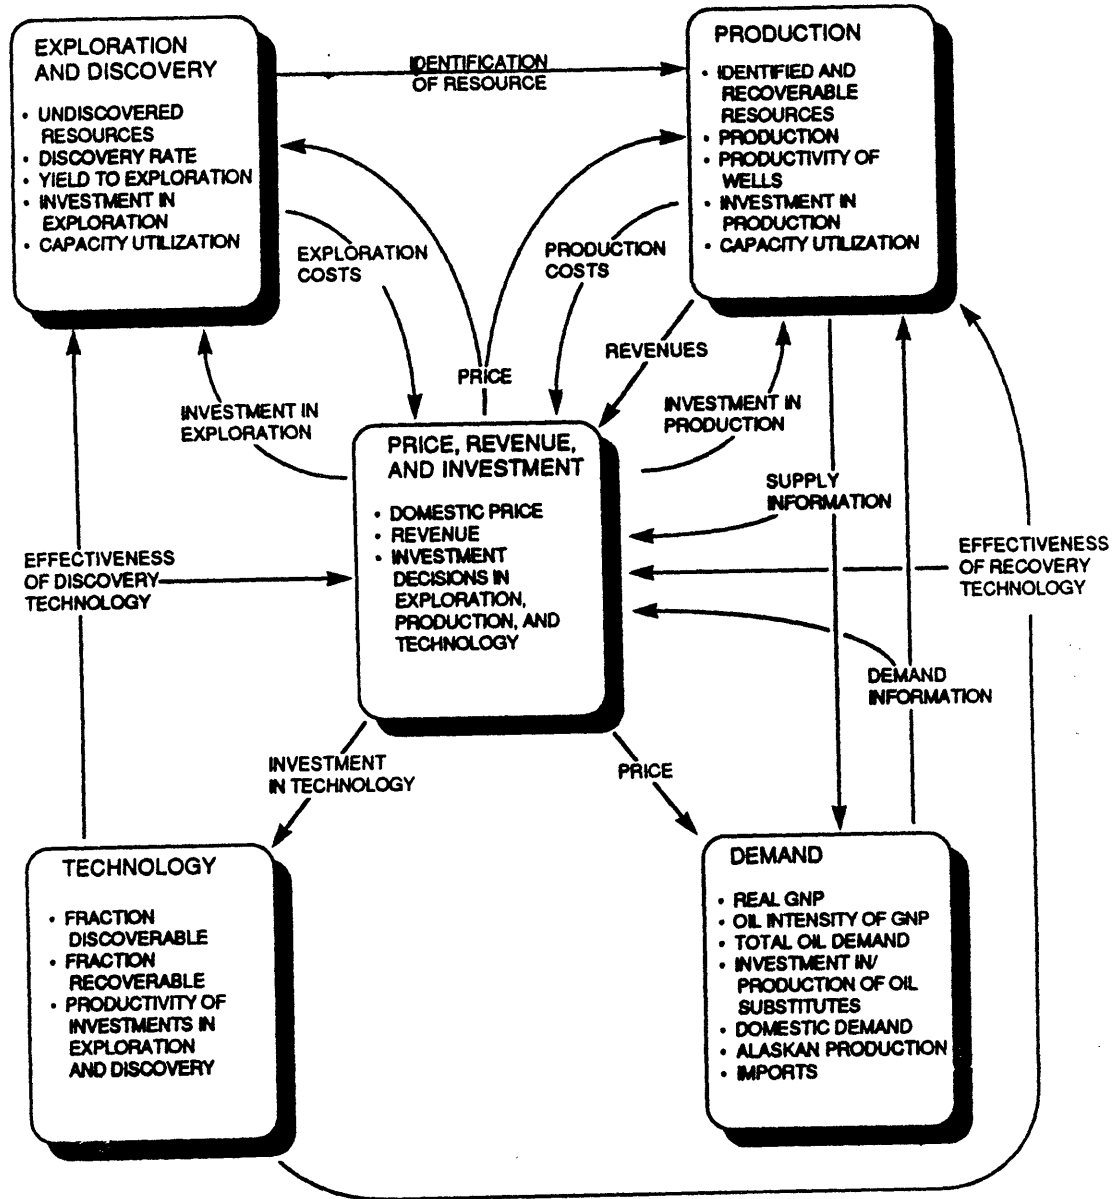 EXPLORATION
AND DISCOVERY
• UNDISCOVERED
RESOURCES
• DISCOVERY RATE
• YIELD TO EXPLORATION
• INVESTMENT IN
EXPLORATION
• CAPACITY UTILIZATION
IDENTIFICATION
OF RESOURCE
PRODUCTION
• IDENTIFIED AND
RECOVERABLE
RESOURCES
• PRODUCTION
• PRODUCTIVITY OF
WELLS
• INVESTMENT IN
PRODUCTION
• CAPACITY UTILIZATION
EXPLORATION
COSTS
PRODUCTION
COSTS
REVENUES
PRICE
INVESTMENT IN
EXPLORATION
INVESTMENT IN
PRODUCTION
PRICE, REVENUE,
AND INVESTMENT
• DOMESTIC PRICE
• REVENUE
• INVESTMENT
DECISIONS IN
EXPLORATION,
PRODUCTION, AND
TECHNOLOGY
SUPPLY
INFORMATION
EFFECTIVENESS
OF DISCOVERY
TECHNOLOGY
EFFECTIVENESS
OF RECOVERY
TECHNOLOGY
DEMAND
INFORMATION
INVESTMENT
IN TECHNOLOGY
PRICE
TECHNOLOGY
• FRACTION
DISCOVERABLE
• FRACTION
RECOVERABLE
• PRODUCTIVITY OF
INVESTMENTS IN
EXPLORATION
AND DISCOVERY
DEMAND
• REAL GNP
• OIL INTENSITY OF GNP
• TOTAL OIL DEMAND
• INVESTMENT IN/
PRODUCTION OF OIL
SUBSTITUTES
• DOMESTIC DEMAND
• ALASKAN PRODUCTION
• IMPORTS